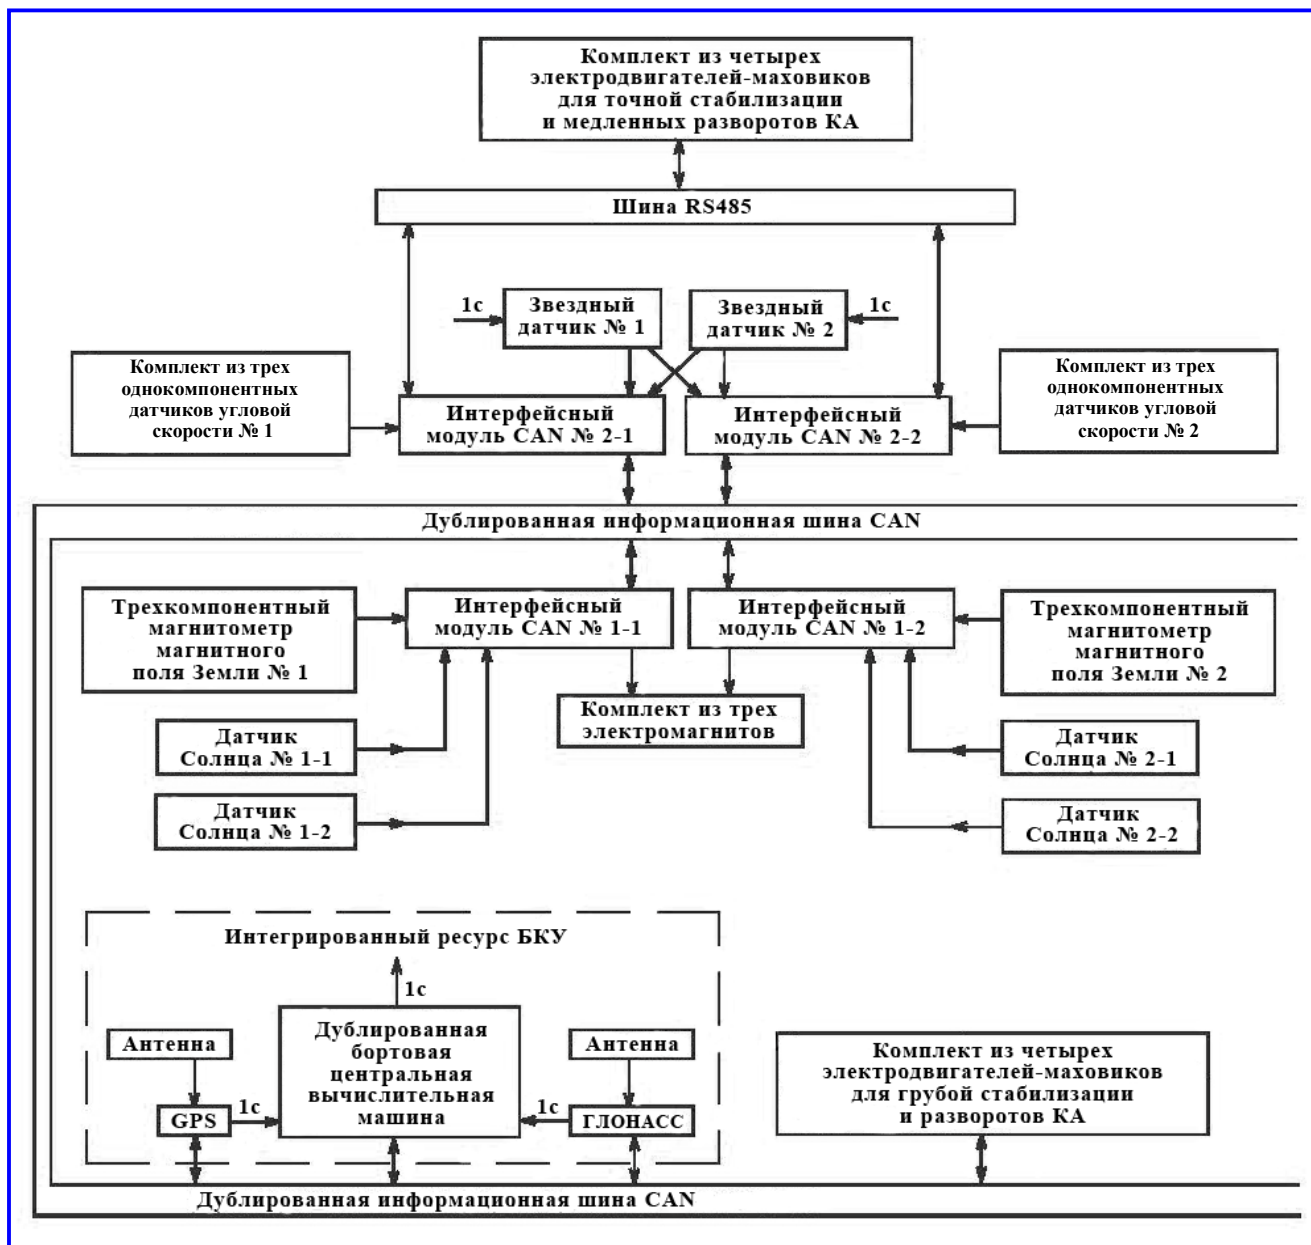 Комплект из четырех
электродвигателей-маховиков
для точной стабилизации
и медленных разворотов КА
Шина RS485
1с
Звездный
датчик № 1
Звездный
датчик № 2
1с
Комплект из трех
однокомпонентных
датчиков угловой
скорости № 1
Интерфейсный
модуль CAN № 2-1
Интерфейсный
модуль CAN № 2-2
Комплект из трех
однокомпонентных
датчиков угловой
скорости № 2
Дублированная информационная шина CAN
Трехкомпонентный
магнитометр
магнитного
поля Земли № 1
Интерфейсный
модуль CAN № 1-1
Интерфейсный
модуль CAN № 1-2
Трехкомпонентный
магнитометр
магнитного
поля Земли № 2
Комплект из трех
электромагнитов
Датчик
Солнца № 1-1
Датчик
Солнца № 2-1
Датчик
Солнца № 1-2
Датчик
Солнца № 2-2
Интегрированный ресурс БКУ
1с
Антенна
Дублированная
бортовая
центральная
вычислительная
машина
Антенна
GPS
1с
1с
ГЛОНАСС
Комплект из четырех
электродвигателей-маховиков
для грубой стабилизации
и разворотов КА
Дублированная информационная шина CAN